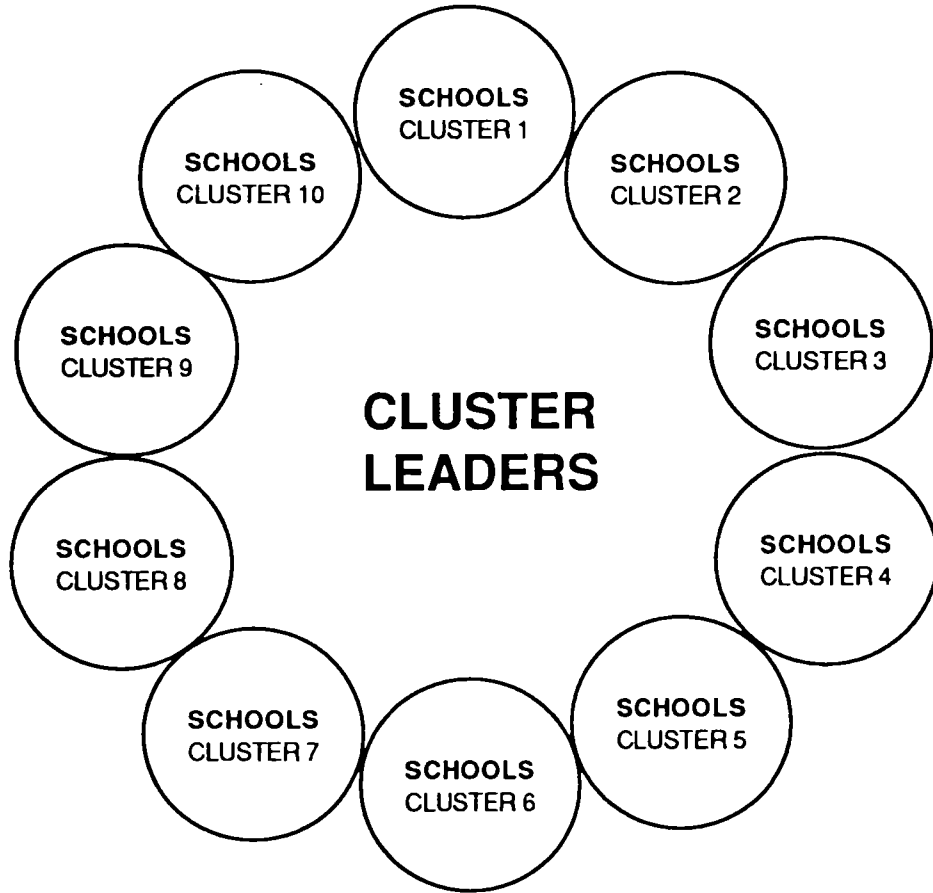 SCHOOLS
CLUSTER 1
SCHOOLS
CLUSTER 2
SCHOOLS
CLUSTER 3
SCHOOLS
CLUSTER 4
SCHOOLS
CLUSTER 5
SCHOOLS
CLUSTER 6
SCHOOLS
CLUSTER 7
SCHOOLS
CLUSTER 8
SCHOOLS
CLUSTER 9
SCHOOLS
CLUSTER 10
CLUSTER
LEADERS